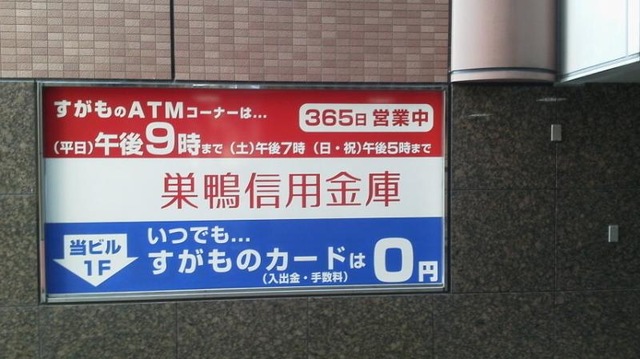 すがものATMコーナーは...
365日 営業中
(平日)午後9時まで (土)午後7時 (日・祝)午後5時まで
巣鴨信用金庫
当ビル
1F
いつでも...
すがものカードは0円
(入出金・手数料)